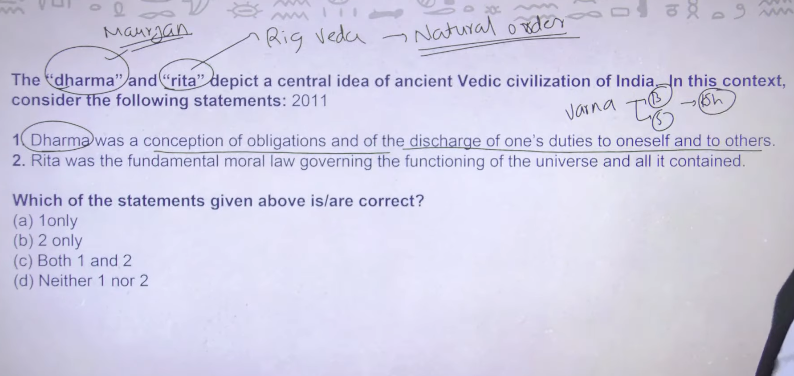 Mauryan
Rig Veda → Natural order
The “dharma” and “rita” depict a central idea of ancient Vedic civilization of India. In this context,
consider the following statements: 2011
Varna B → Ksh
S
1. Dharma was a conception of obligations and of the discharge of one’s duties to oneself and to others.
2. Rita was the fundamental moral law governing the functioning of the universe and all it contained.
Which of the statements given above is/are correct?
(a) 1only
(b) 2 only
(c) Both 1 and 2
(d) Neither 1 nor 2